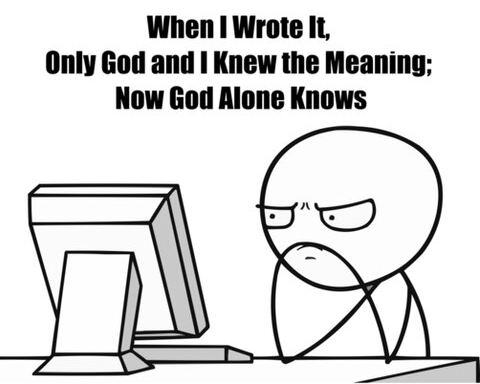 When I Wrote It,
Only God and I Knew the Meaning;
Now God Alone Knows